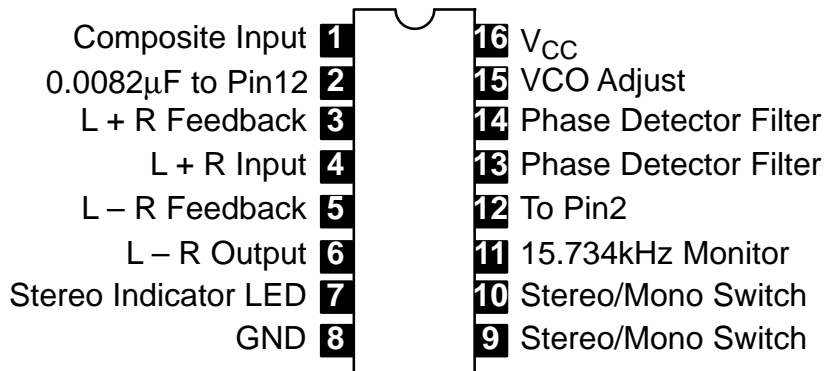 Composite Input 1 16 VCC
0.0082μF to Pin12 2 15 VCO Adjust
L + R Feedback 3 14 Phase Detector Filter
L + R Input 4 13 Phase Detector Filter
L – R Feedback 5 12 To Pin2
L – R Output 6 11 15.734kHz Monitor
Stereo Indicator LED 7 10 Stereo/Mono Switch
GND 8 9 Stereo/Mono Switch